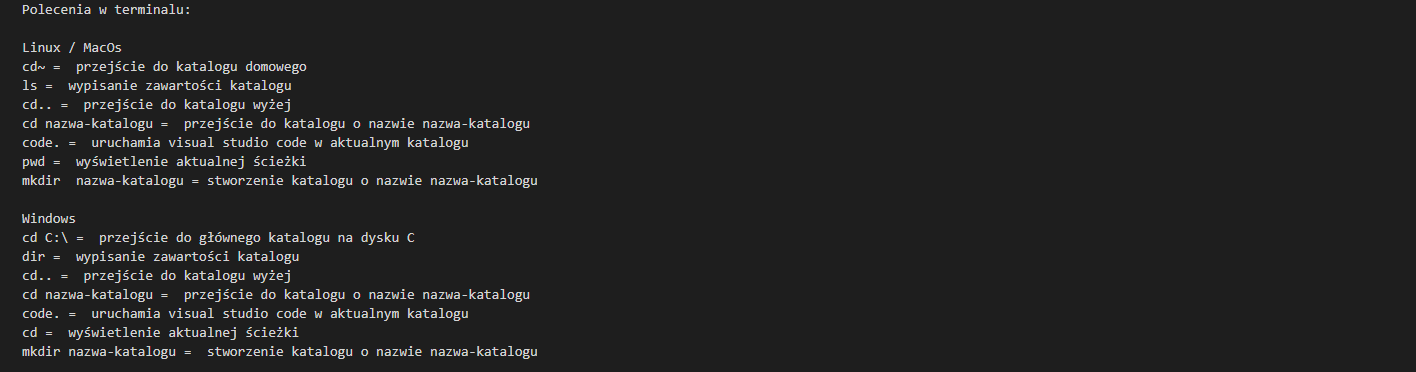 Polecenia w terminalu:
Linux / MacOs
cd~ =  przejście do katalogu domowego
ls =  wypisanie zawartości katalogu
cd.. =  przejście do katalogu wyżej
cd nazwa-katalogu =  przejście do katalogu o nazwie nazwa-katalogu
code. =  uruchamia visual studio code w aktualnym katalogu
pwd =  wyświetlenie aktualnej ścieżki
mkdir  nazwa-katalogu = stworzenie katalogu o nazwie nazwa-katalogu
Windows
cd C:\ =  przejście do głównego katalogu na dysku C
dir =  wypisanie zawartości katalogu
cd.. =  przejście do katalogu wyżej
cd nazwa-katalogu =  przejście do katalogu o nazwie nazwa-katalogu
code. =  uruchamia visual studio code w aktualnym katalogu
cd =  wyświetlenie aktualnej ścieżki
mkdir nazwa-katalogu =  stworzenie katalogu o nazwie nazwa-katalogu